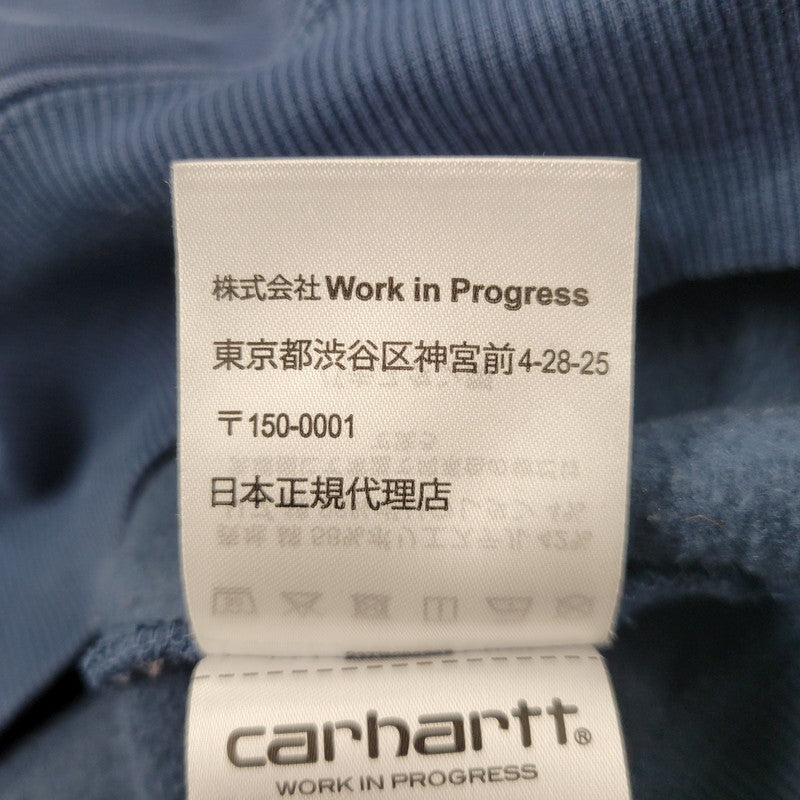 株式会社Work in Progress
東京都渋谷区神宮前4-28-25
〒150-0001
日本正規代理店
carhartt®
WORK IN PROGRESS